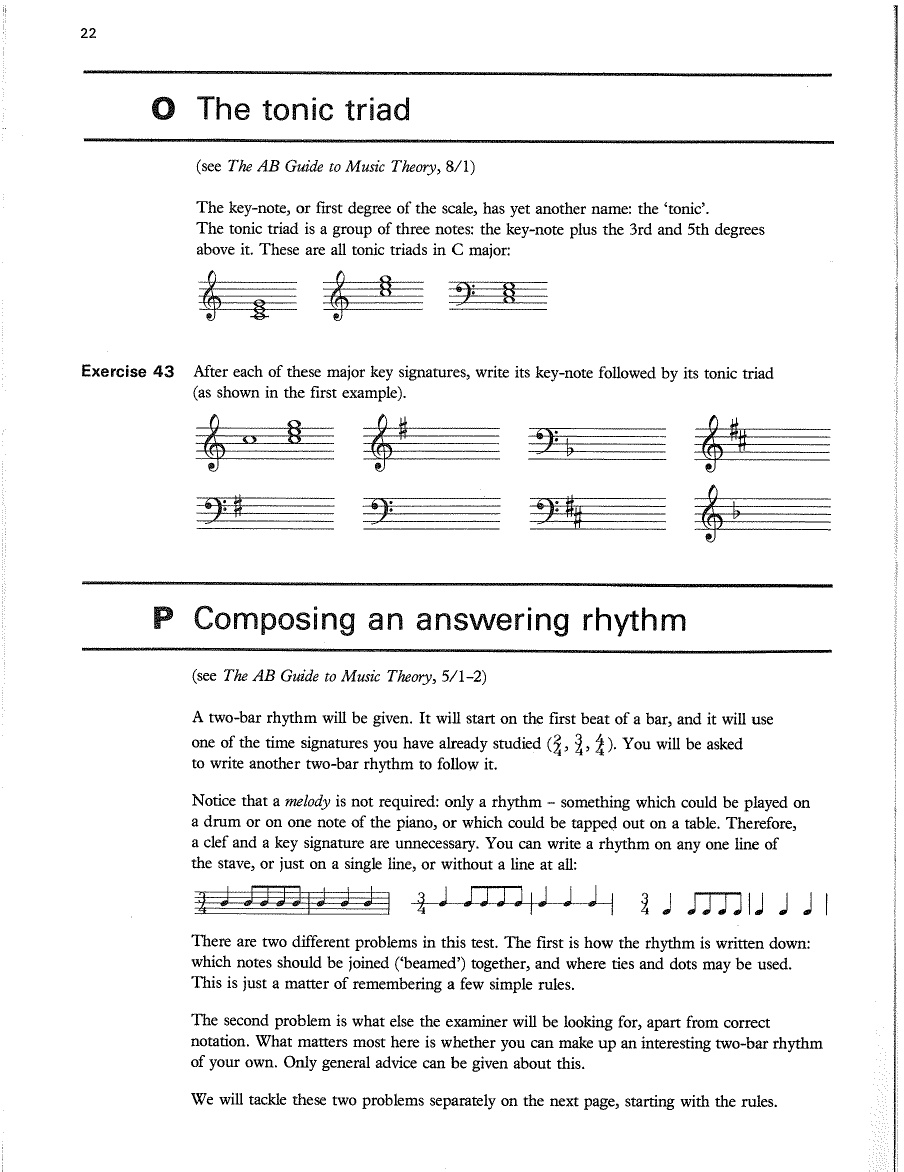 22
O The tonic triad
(see The AB Guide to Music Theory, 8/1)
The key-note, or first degree of the scale, has yet another name: the ‘tonic’.
The tonic triad is a group of three notes: the key-note plus the 3rd and 5th degrees
above it. These are all tonic triads in C major:
Exercise 43 After each of these major key signatures, write its key-note followed by its tonic triad
(as shown in the first example).
P Composing an answering rhythm
(see The AB Guide to Music Theory, 5/1–2)
A two-bar rhythm will be given. It will start on the first beat of a bar, and it will use
one of the time signatures you have already studied (2/4, 3/4, 4/4). You will be asked
to write another two-bar rhythm to follow it.
Notice that a melody is not required: only a rhythm – something which could be played on
a drum or on one note of the piano, or which could be tapped out on a table. Therefore,
a clef and a key signature are unnecessary. You can write a rhythm on any one line of
the stave, or just on a single line, or without a line at all:
3/4 3/4 3/4
There are two different problems in this test. The first is how the rhythm is written down:
which notes should be joined (‘beamed’) together, and where ties and dots may be used.
This is just a matter of remembering a few simple rules.
The second problem is what else the examiner will be looking for, apart from correct
notation. What matters most here is whether you can make up an interesting two-bar rhythm
of your own. Only general advice can be given about this.
We will tackle these two problems separately on the next page, starting with the rules.